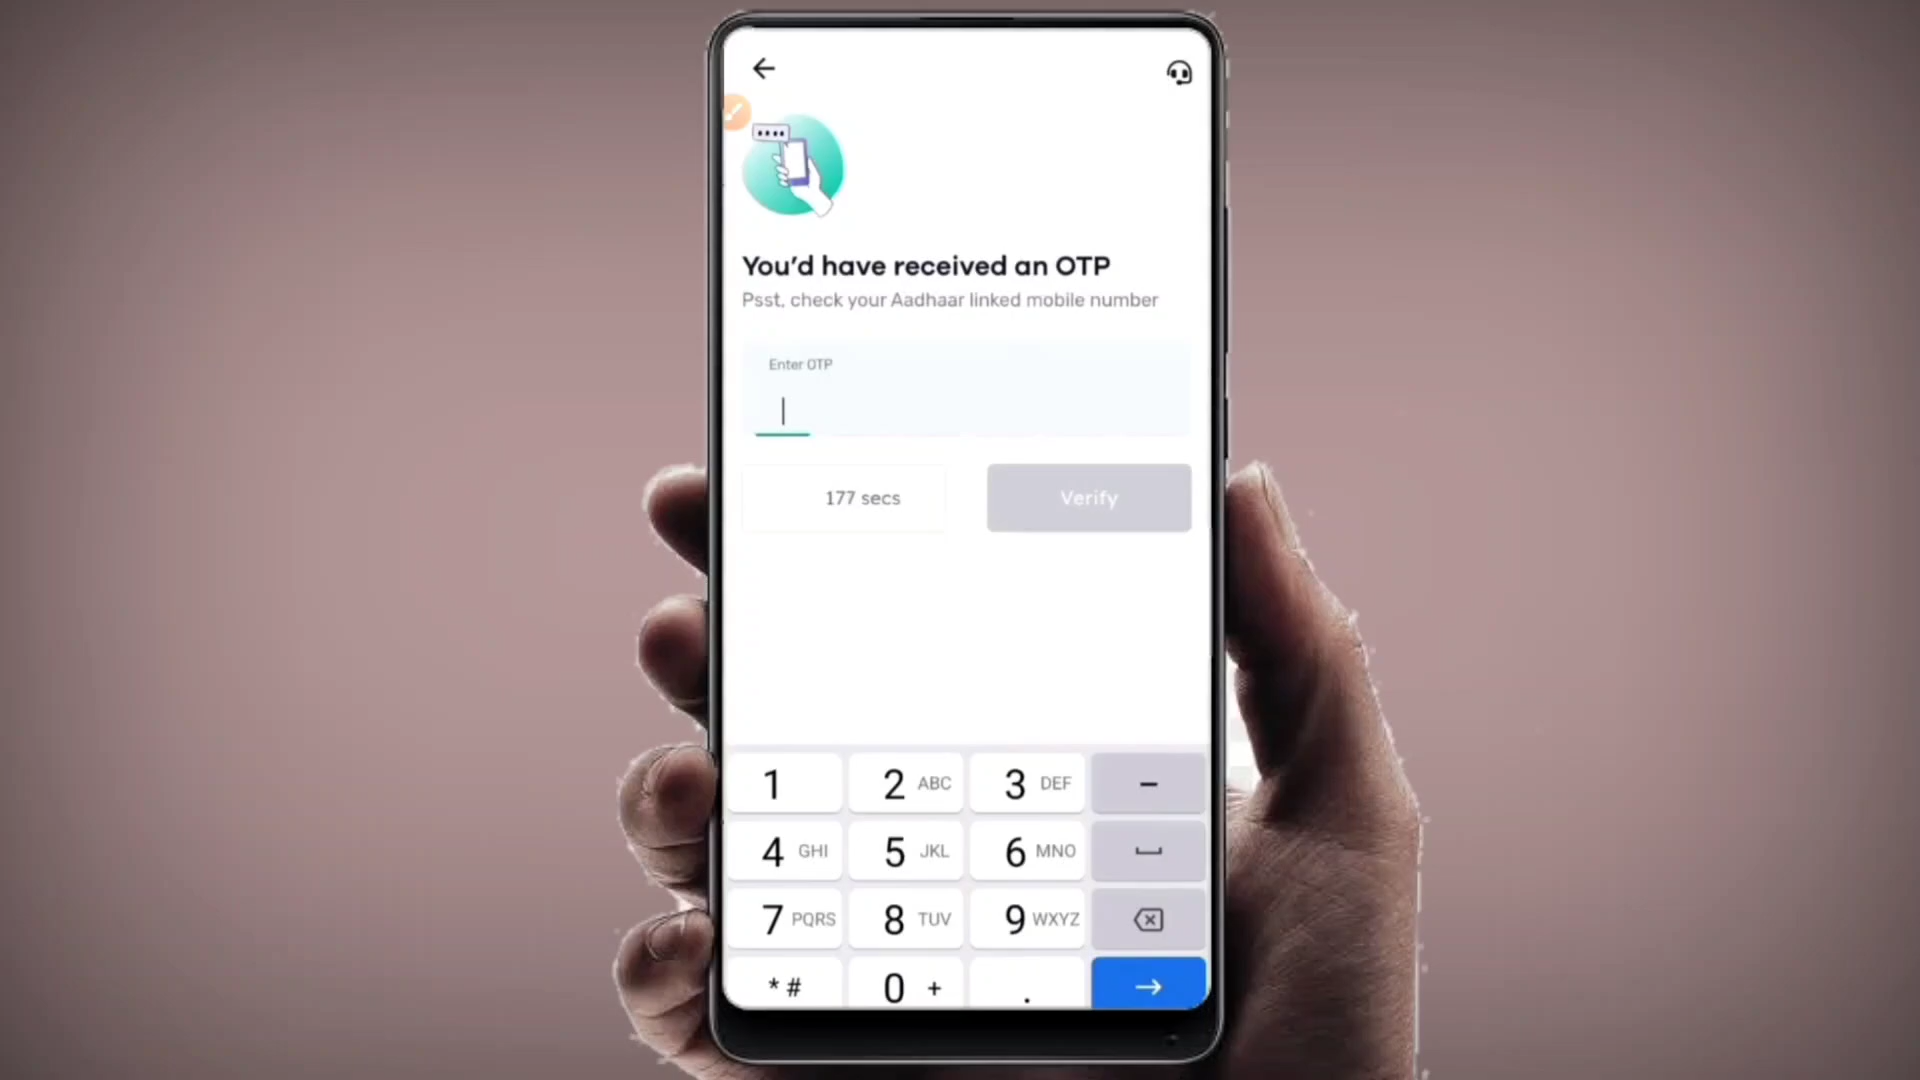 You'd have received an OTP
Psst, check your Aadhaar linked mobile number
Enter OTP
177 secs
Verify
1
2 ABC
3 DEF
-
4 GHI
5 JKL
6 MNO
7 PQRS
8 TUV
9 WXYZ
* #
0 +
.